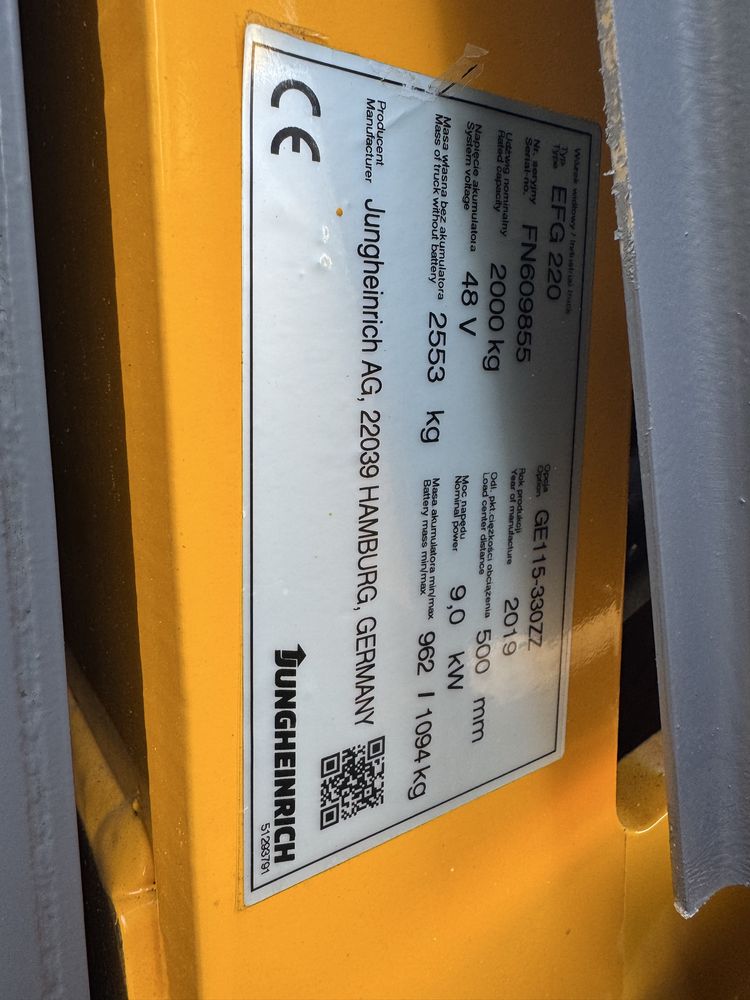 Wózek widłowy / Industrial truck
Typ
Type EFG 220
Opcja
Option GE115-330ZZ
Nr. seryjny
Serial-no. FN609855
Rok produkcji
Year of manufacture 2019
Udźwig nominalny
Rated capacity 2000 kg
Odl. pkt.ciężkości obciążenia
Load center distance 500 mm
Napięcie akumulatora
System voltage 48 V
Moc napędu
Nominal power 9,0 kW
Masa własna bez akumulatora
Mass of truck without battery 2553 kg
Masa akumulatora min/max
Battery mass min/max 962 / 1094 kg
Producent
Manufacturer Jungheinrich AG, 22039 HAMBURG, GERMANY
CE
JUNGHEINRICH
51293791